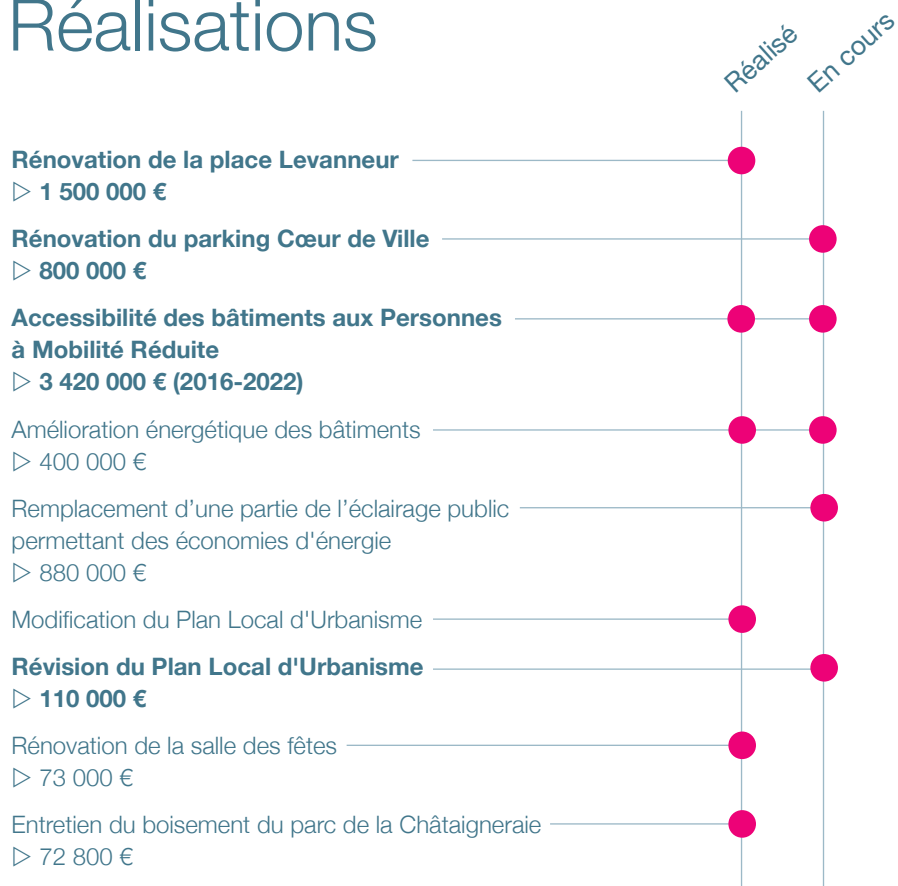 Réalisations
Réalisé
En cours
Rénovation de la place Levanneur
▷ 1 500 000 €
Rénovation du parking Cœur de Ville
▷ 800 000 €
Accessibilité des bâtiments aux Personnes
à Mobilité Réduite
▷ 3 420 000 € (2016-2022)
Amélioration énergétique des bâtiments
▷ 400 000 €
Remplacement d’une partie de l’éclairage public
permettant des économies d'énergie
▷ 880 000 €
Modification du Plan Local d'Urbanisme
Révision du Plan Local d'Urbanisme
▷ 110 000 €
Rénovation de la salle des fêtes
▷ 73 000 €
Entretien du boisement du parc de la Châtaigneraie
▷ 72 800 €